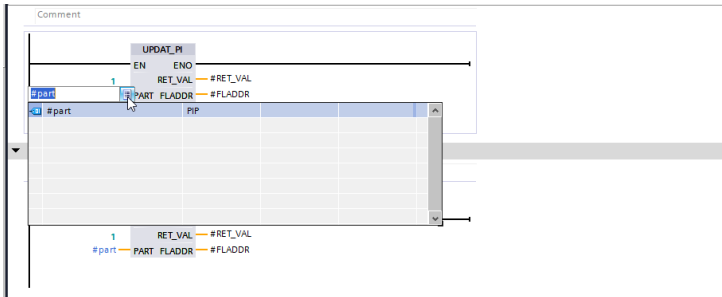 Comment
UPDAT_PI
EN ENO
1 RET_VAL #RET_VAL
#part PART FLADDR #FLADDR
#part PIP
1 RET_VAL #RET_VAL
#part PART FLADDR #FLADDR